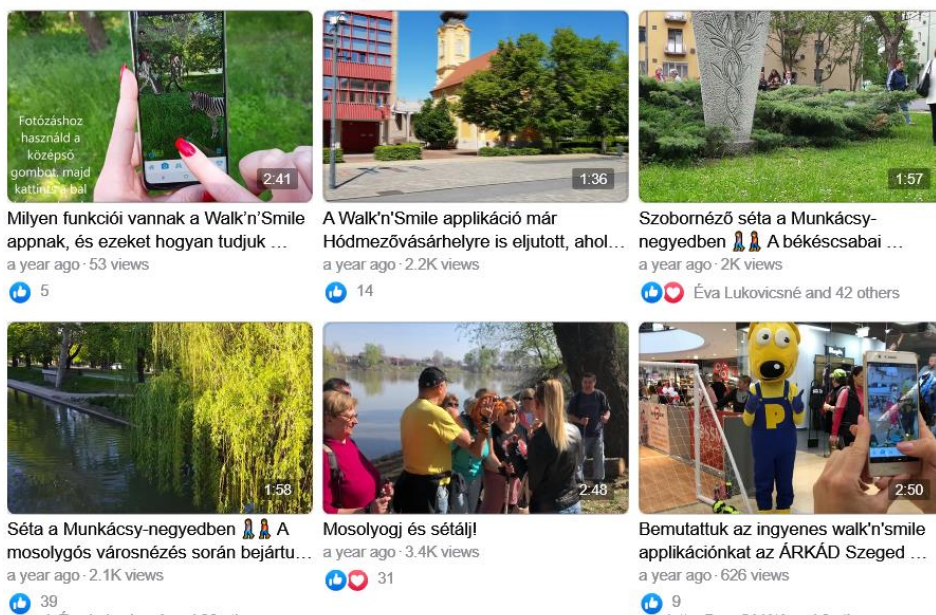 Fotózáshoz
használd a
középső
gombot, majd
kattints a bal
2:41
Milyen funkciói vannak a Walk'n'Smile
appnak, és ezeket hogyan tudjuk ...
a year ago · 53 views
5
1:36
A Walk'n'Smile applikáció már
Hódmezővásárhelyre is eljutott, ahol...
a year ago · 2.2K views
14
1:57
Szobornéző séta a Munkácsy-
negyedben 🧍‍♀️🧍‍♀️ A békéscsabai ...
a year ago · 2K views
Éva Lukovicsné and 42 others
1:58
Séta a Munkácsy-negyedben 🧍‍♀️🧍‍♀️ A
mosolygós városnézés során bejártu...
a year ago · 2.1K views
39
2:48
Mosolyogj és sétálj!
a year ago · 3.4K views
31
P
2:50
Bemutattuk az ingyenes walk'n'smile
applikációnkat az ÁRKÁD Szeged ...
a year ago · 626 views
9